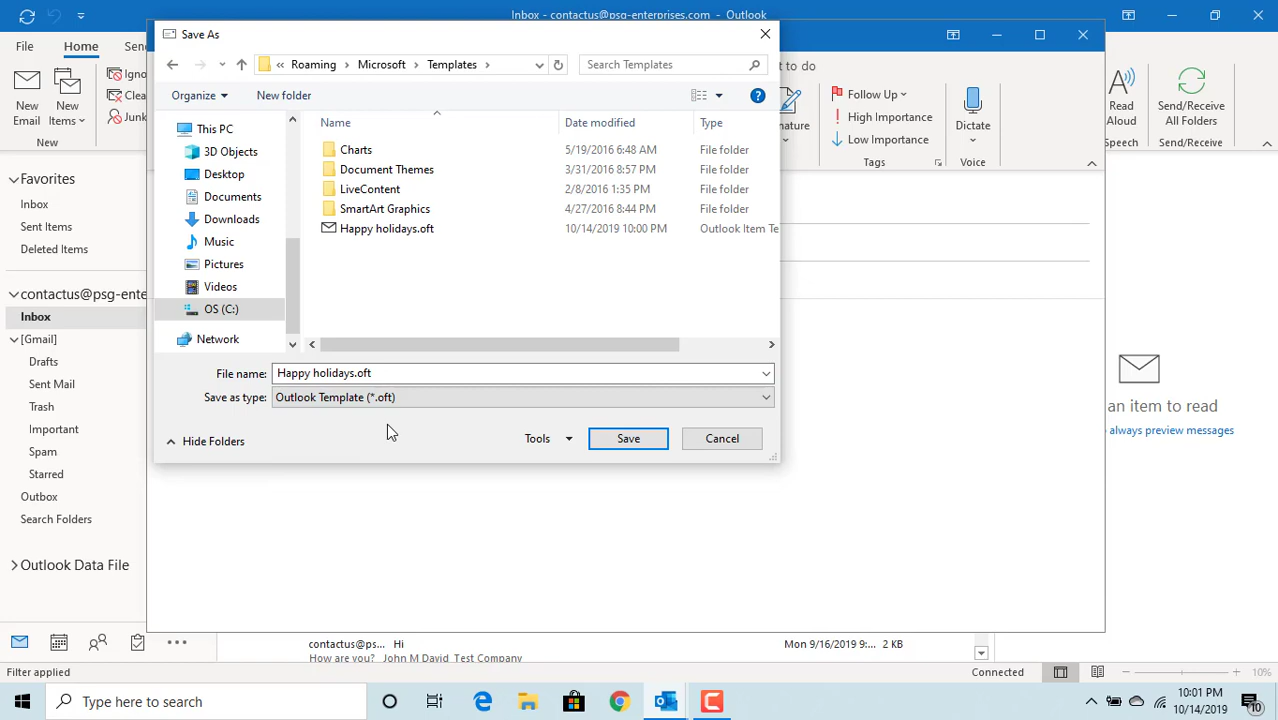 Inbox - contactus@psg-enterprises.com - Outlook
File Home Sen
New Email
New Items
Igno
Clea
Junk
New
Save As
Roaming Microsoft Templates
Search Templates
Organize New folder
Name Date modified Type
This PC
3D Objects
Desktop
Documents
Downloads
Music
Pictures
Videos
OS (C:)
Network
Charts 5/19/2016 6:48 AM File folder
Document Themes 3/31/2016 8:57 PM File folder
LiveContent 2/8/2016 1:35 PM File folder
SmartArt Graphics 4/27/2016 8:44 PM File folder
Happy holidays.oft 10/14/2019 10:00 PM Outlook Item Te
File name: Happy holidays.oft
Save as type: Outlook Template (*.oft)
Hide Folders
Tools Save Cancel
t to do
nature
Follow Up
High Importance
Low Importance
Tags
Dictate
Voice
Read Aloud
Speech
Send/Receive All Folders
Send/Receive
Favorites
Inbox
Sent Items
Deleted Items
contactus@psg-ente
Inbox
[Gmail]
Drafts
Sent Mail
Trash
Important
Spam
Starred
Outbox
Search Folders
Outlook Data File
an item to read
always preview messages
contactus@ps... Hi Mon 9/16/2019 9:... 2 KB
How are you? John M David Test Company
Filter applied
Connected
10%
Type here to search
10:01 PM
10/14/2019
10